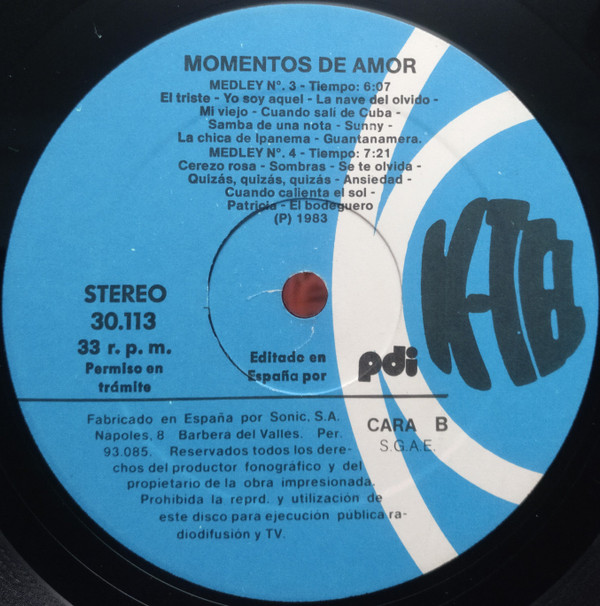 MOMENTOS DE AMOR
MEDLEY Nº. 3 - Tiempo: 6:07
El triste - Yo soy aquel - La nave del olvido -
Mi viejo - Cuando salí de Cuba -
Samba de una nota - Sunny -
La chica de Ipanema - Guantanamera.
MEDLEY Nº. 4 - Tiempo: 7:21
Cerezo rosa - Sombras - Se te olvida -
Quizás, quizás, quizás - Ansiedad -
Cuando calienta el sol -
Patricia - El bodeguero
(P) 1983
STEREO
30.113
33 r. p. m.
Permiso en
trámite
Editado en
España por
pdi
KTB
CARA B
S.G.A.E.
Fabricado en España por Sonic, S.A.
Napoles, 8 Barbera del Valles. Per.
93.085. Reservados todos los dere-
chos del productor fonográfico y del
propietario de la obra impresionada.
Prohibida la reprd. y utilización de
este disco para ejecución pública ra-
diodifusión y TV.